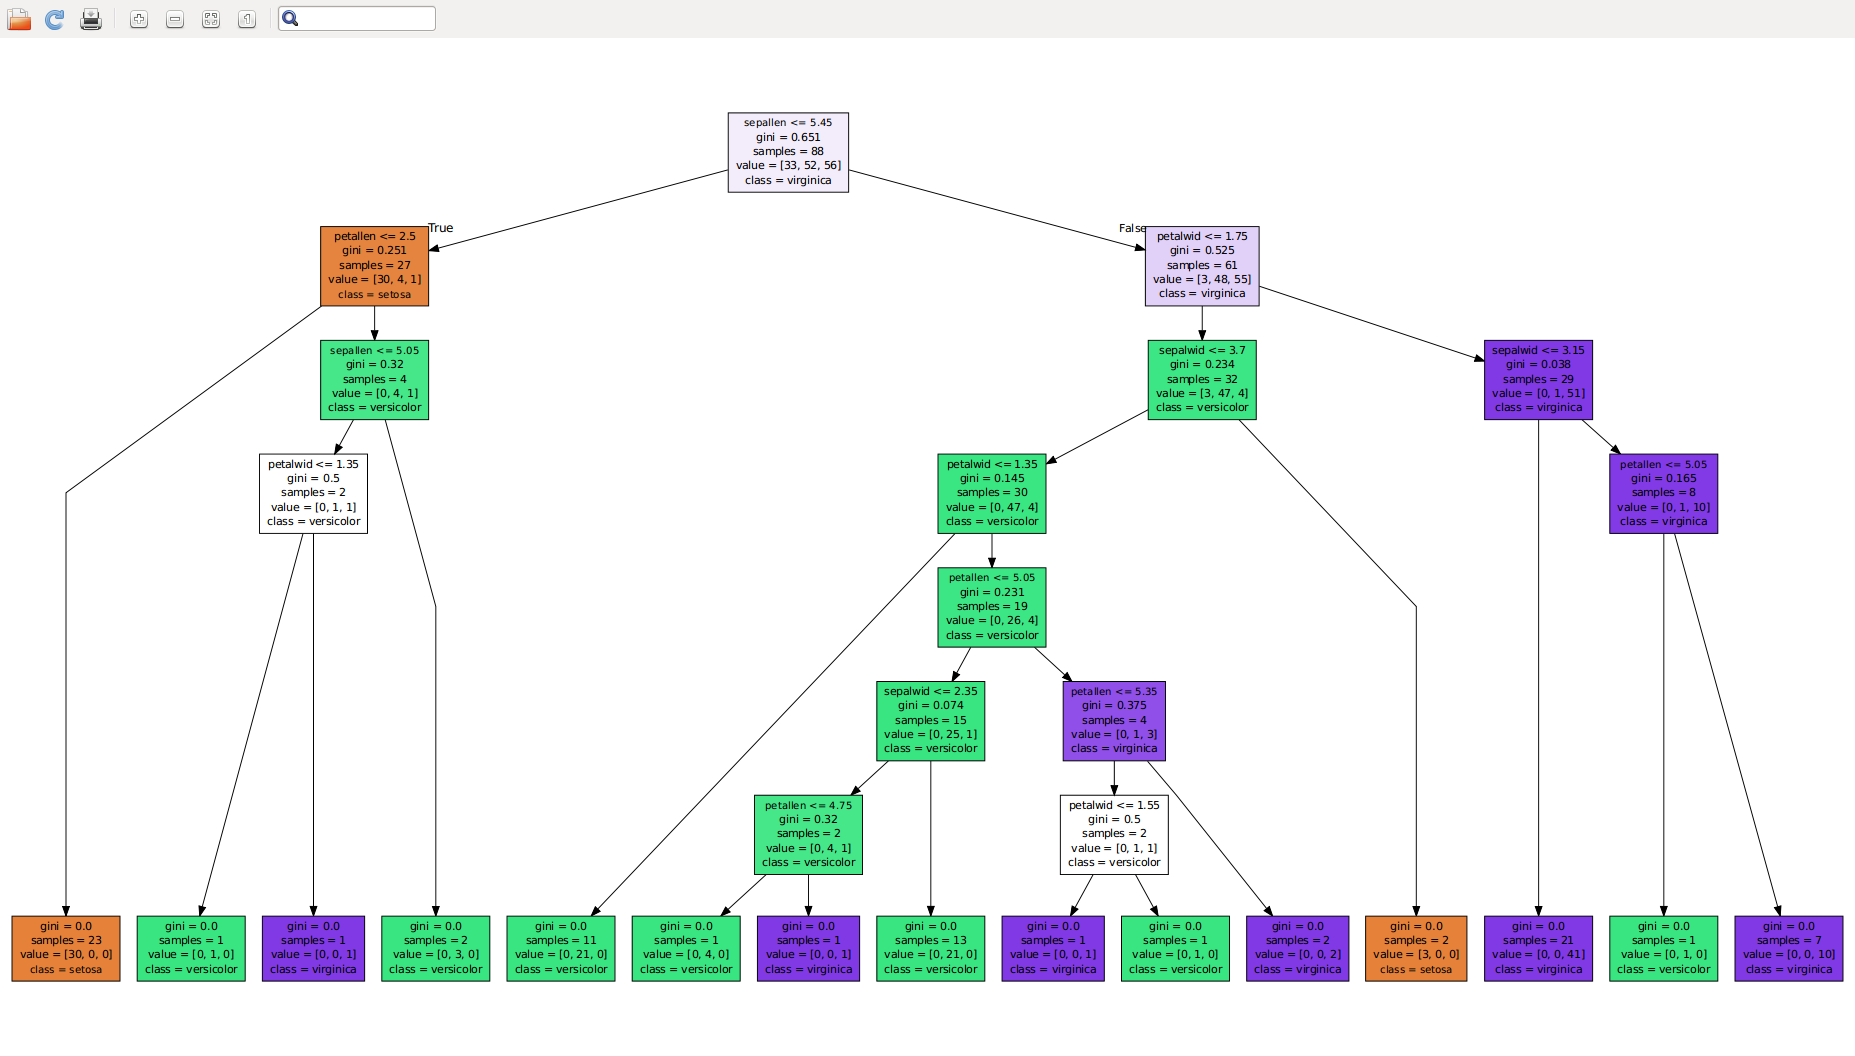 1
sepallen <= 5.45
gini = 0.651
samples = 88
value = [33, 52, 56]
class = virginica
True
False
petallen <= 2.5
gini = 0.251
samples = 27
value = [30, 4, 1]
class = setosa
petalwid <= 1.75
gini = 0.525
samples = 61
value = [3, 48, 55]
class = virginica
sepallen <= 5.05
gini = 0.32
samples = 4
value = [0, 4, 1]
class = versicolor
sepalwid <= 3.7
gini = 0.234
samples = 32
value = [3, 47, 4]
class = versicolor
sepalwid <= 3.15
gini = 0.038
samples = 29
value = [0, 1, 51]
class = virginica
petalwid <= 1.35
gini = 0.5
samples = 2
value = [0, 1, 1]
class = versicolor
petalwid <= 1.35
gini = 0.145
samples = 30
value = [0, 47, 4]
class = versicolor
petallen <= 5.05
gini = 0.165
samples = 8
value = [0, 1, 10]
class = virginica
petallen <= 5.05
gini = 0.231
samples = 19
value = [0, 26, 4]
class = versicolor
sepalwid <= 2.35
gini = 0.074
samples = 15
value = [0, 25, 1]
class = versicolor
petallen <= 5.35
gini = 0.375
samples = 4
value = [0, 1, 3]
class = virginica
petallen <= 4.75
gini = 0.32
samples = 2
value = [0, 4, 1]
class = versicolor
petalwid <= 1.55
gini = 0.5
samples = 2
value = [0, 1, 1]
class = versicolor
gini = 0.0
samples = 23
value = [30, 0, 0]
class = setosa
gini = 0.0
samples = 1
value = [0, 1, 0]
class = versicolor
gini = 0.0
samples = 1
value = [0, 0, 1]
class = virginica
gini = 0.0
samples = 2
value = [0, 3, 0]
class = versicolor
gini = 0.0
samples = 11
value = [0, 21, 0]
class = versicolor
gini = 0.0
samples = 1
value = [0, 4, 0]
class = versicolor
gini = 0.0
samples = 1
value = [0, 0, 1]
class = virginica
gini = 0.0
samples = 13
value = [0, 21, 0]
class = versicolor
gini = 0.0
samples = 1
value = [0, 0, 1]
class = virginica
gini = 0.0
samples = 1
value = [0, 1, 0]
class = versicolor
gini = 0.0
samples = 2
value = [0, 0, 2]
class = virginica
gini = 0.0
samples = 2
value = [3, 0, 0]
class = setosa
gini = 0.0
samples = 21
value = [0, 0, 41]
class = virginica
gini = 0.0
samples = 1
value = [0, 1, 0]
class = versicolor
gini = 0.0
samples = 7
value = [0, 0, 10]
class = virginica